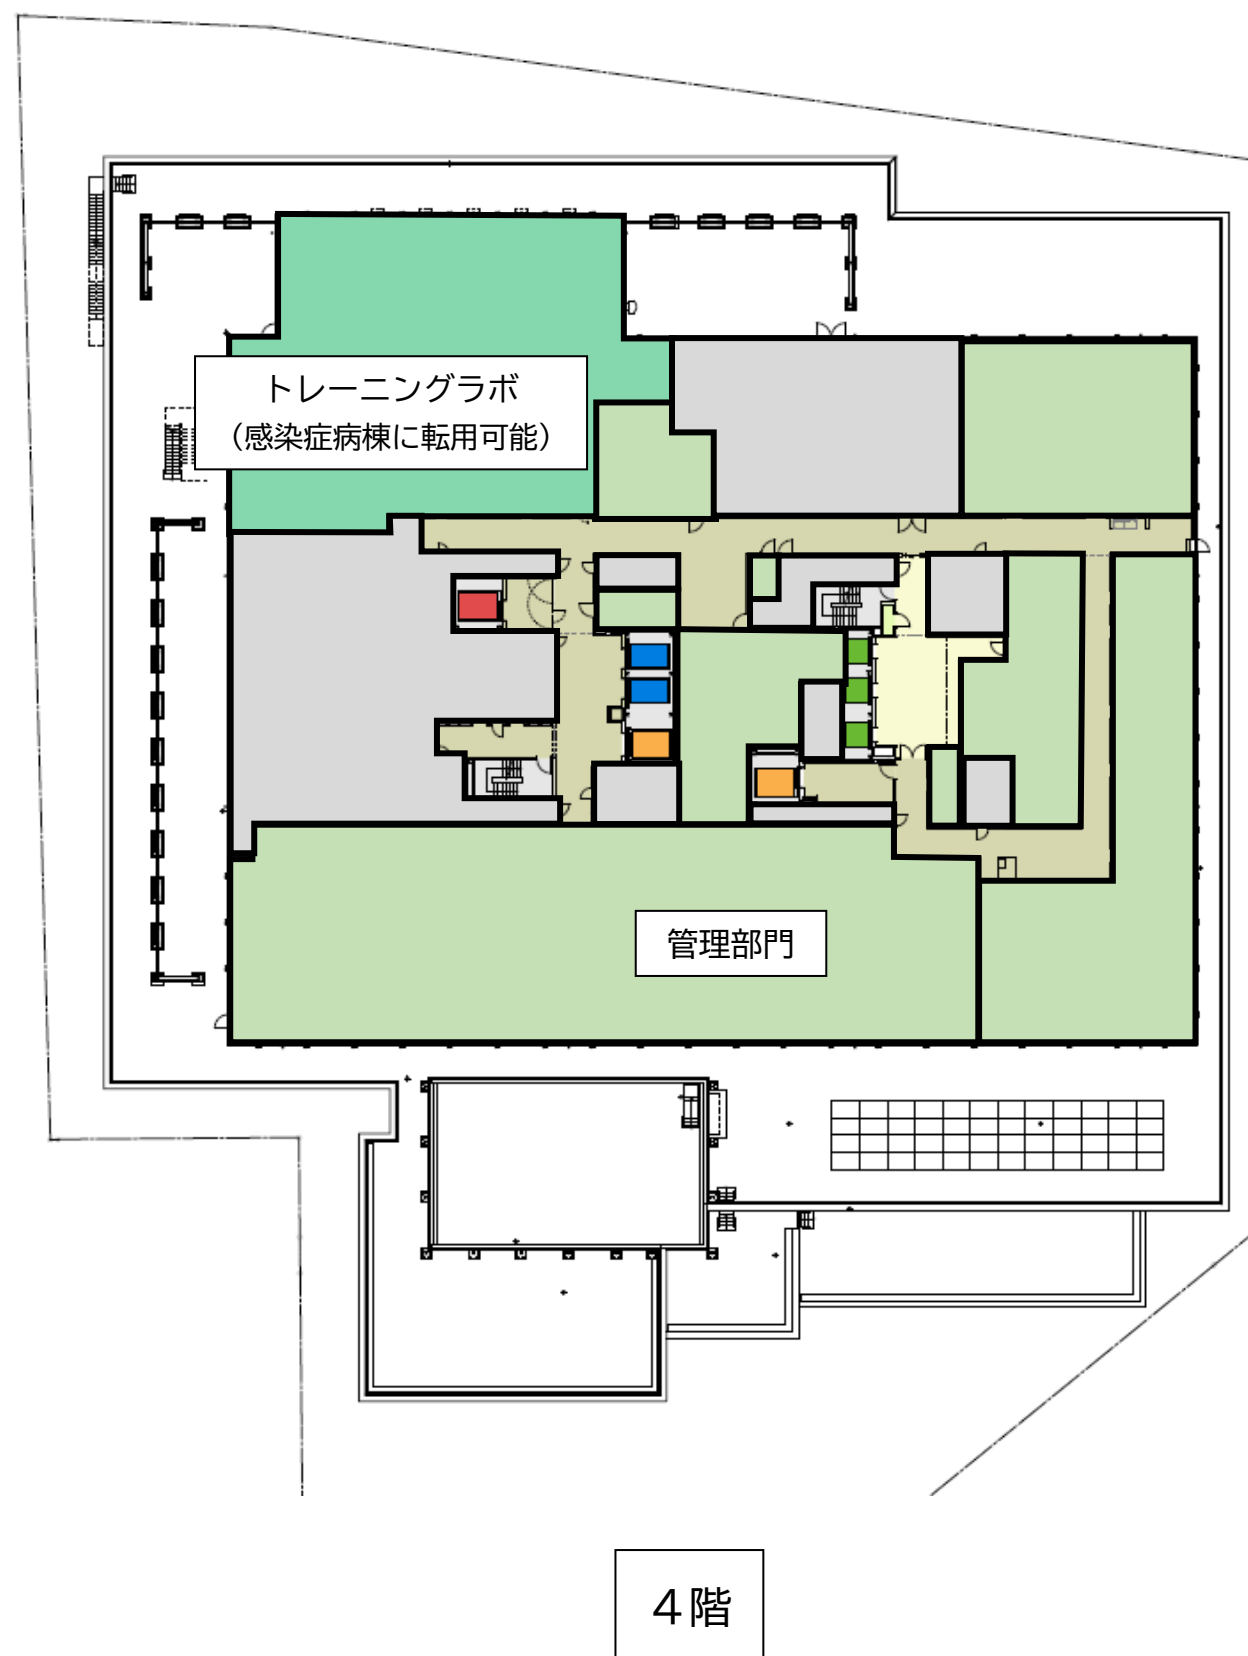 トレーニングラボ
（感染症病棟に転用可能）
管理部門
４階